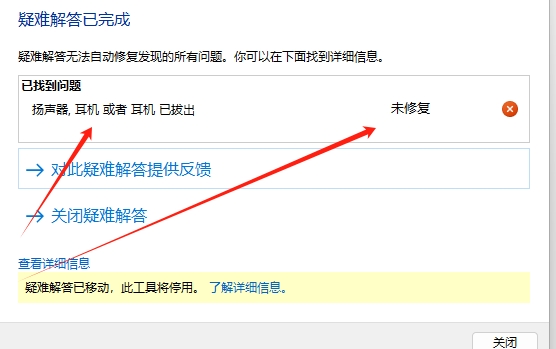 疑难解答已完成
疑难解答无法自动修复发现的所有问题。你可以在下面找到详细信息。
已找到问题
扬声器, 耳机 或者 耳机 已拔出 未修复
对此疑难解答提供反馈
关闭疑难解答
查看详细信息
疑难解答已移动，此工具将停用。 了解详细信息。
关闭